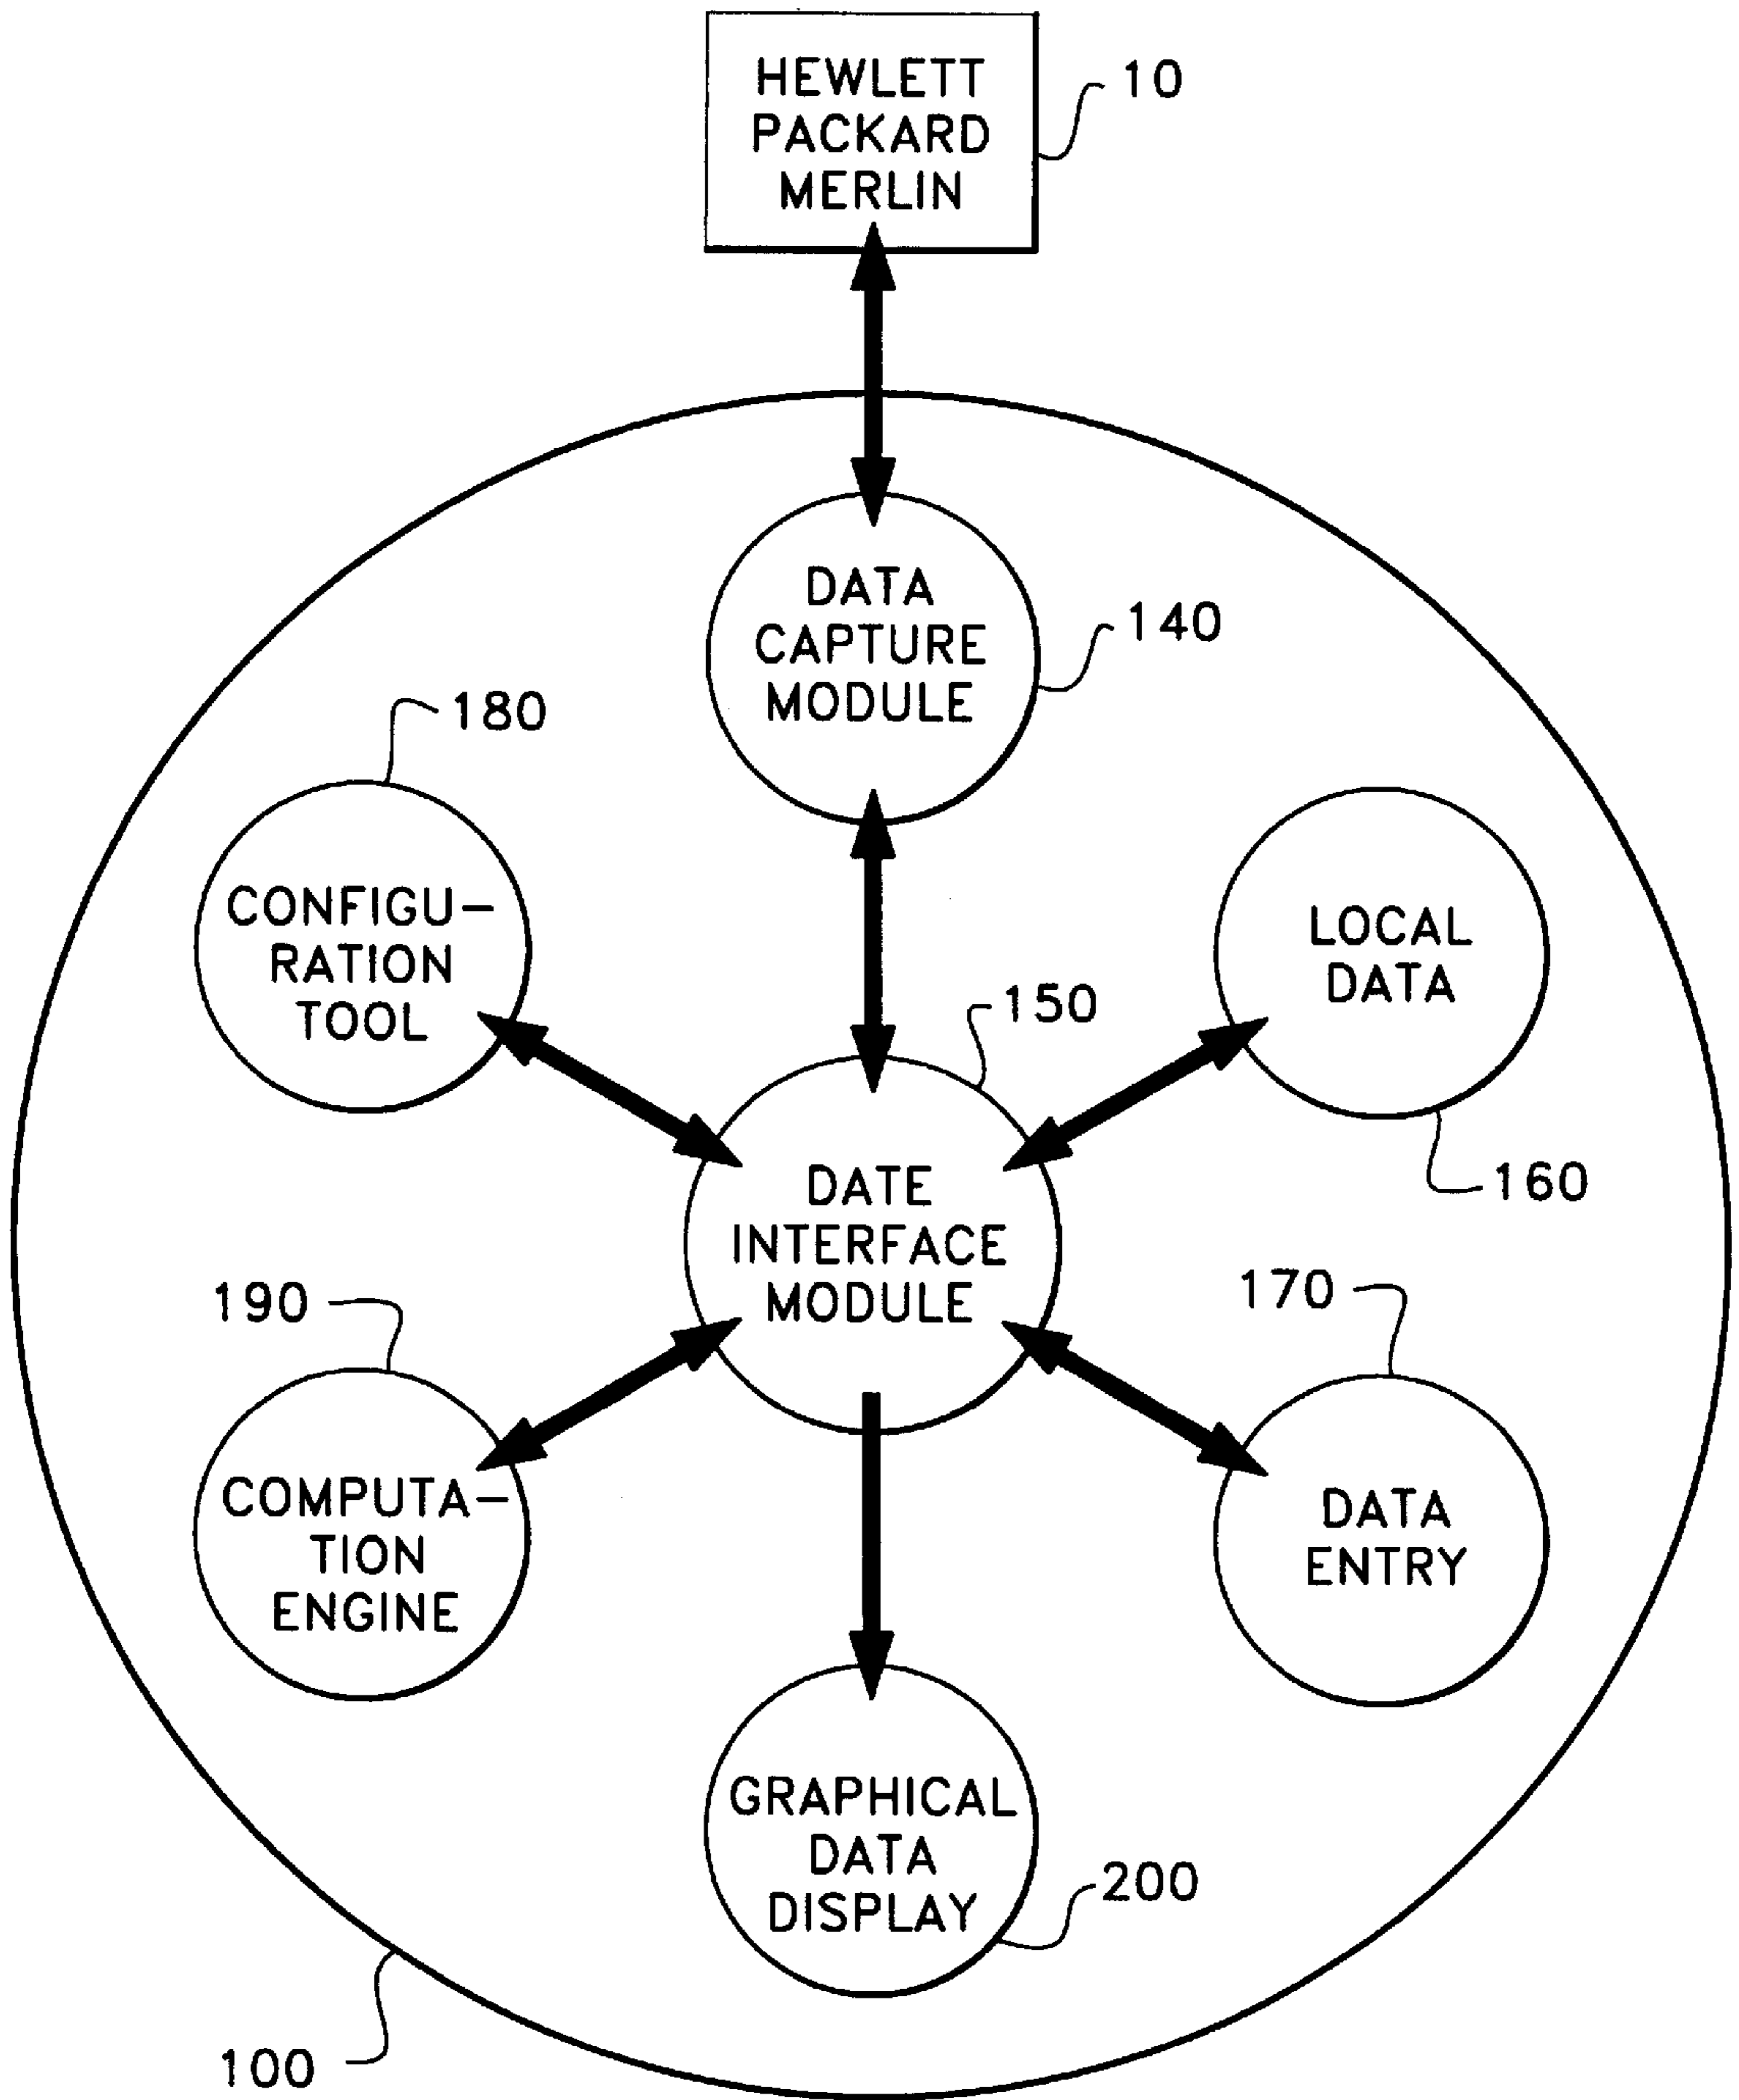 HEWLETT
PACKARD
MERLIN
10
DATA
CAPTURE
MODULE
140
180
CONFIGU-
RATION
TOOL
LOCAL
DATA
150
160
DATE
INTERFACE
MODULE
190
170
COMPUTA-
TION
ENGINE
DATA
ENTRY
GRAPHICAL
DATA
DISPLAY
200
100